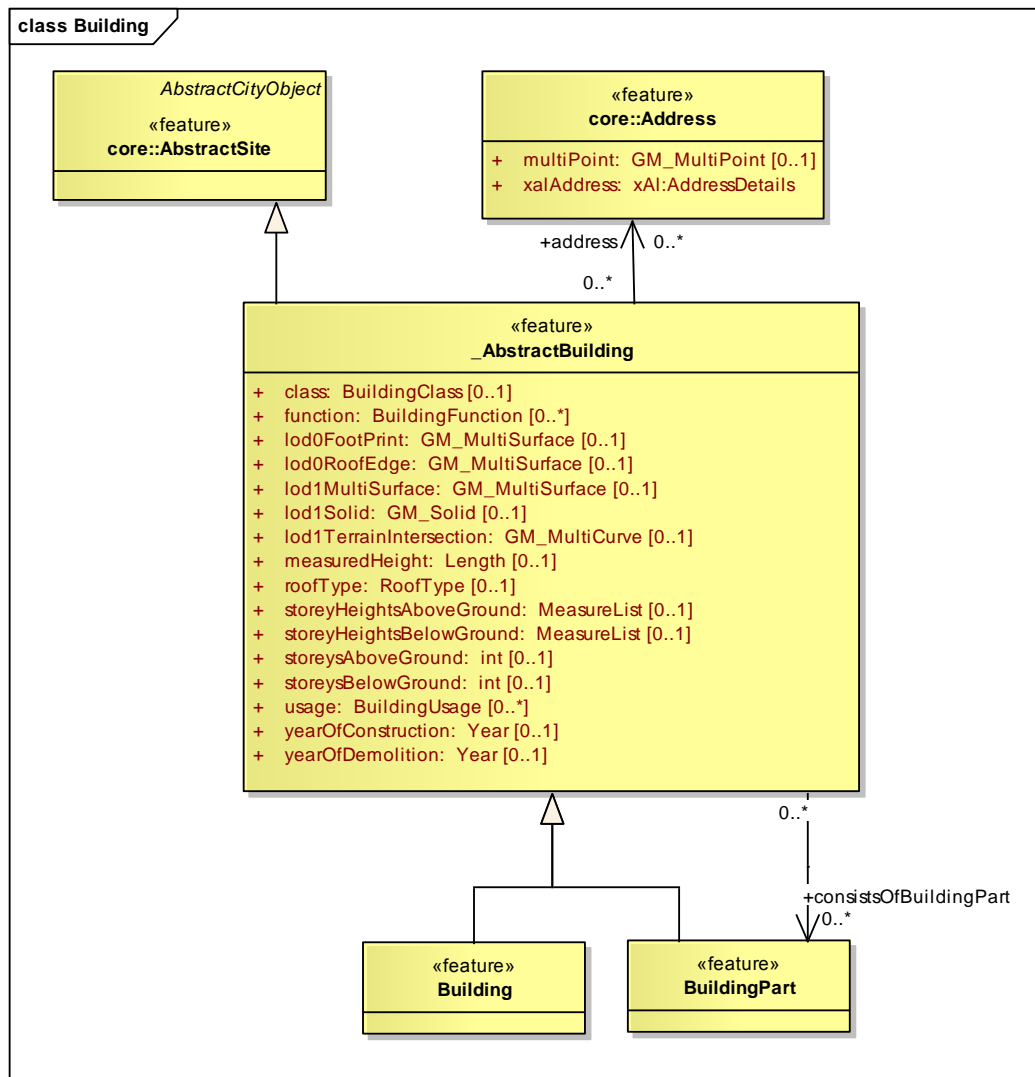 class Building
AbstractCityObject
«feature»
core::AbstractSite
«feature»
core::Address
+ multiPoint: GM_MultiPoint [0..1]
+ xalAddress: xAl:AddressDetails
+address 0..*
0..*
«feature»
_AbstractBuilding
+ class: BuildingClass [0..1]
+ function: BuildingFunction [0..*]
+ lod0FootPrint: GM_MultiSurface [0..1]
+ lod0RoofEdge: GM_MultiSurface [0..1]
+ lod1MultiSurface: GM_MultiSurface [0..1]
+ lod1Solid: GM_Solid [0..1]
+ lod1TerrainIntersection: GM_MultiCurve [0..1]
+ measuredHeight: Length [0..1]
+ roofType: RoofType [0..1]
+ storeyHeightsAboveGround: MeasureList [0..1]
+ storeyHeightsBelowGround: MeasureList [0..1]
+ storeysAboveGround: int [0..1]
+ storeysBelowGround: int [0..1]
+ usage: BuildingUsage [0..*]
+ yearOfConstruction: Year [0..1]
+ yearOfDemolition: Year [0..1]
0..*
+consistsOfBuildingPart
0..*
«feature»
Building
«feature»
BuildingPart